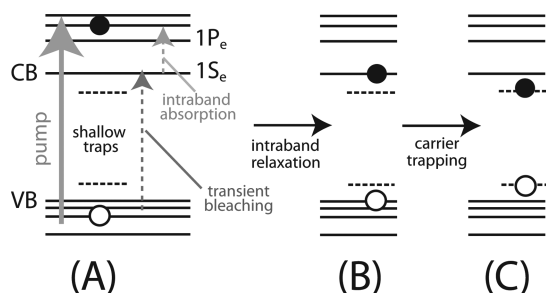 1Pₑ
CB
1Sₑ
intraband
absorption
pump
shallow
traps
transient
bleaching
VB
intraband
relaxation
carrier
trapping
(A)
(B)
(C)